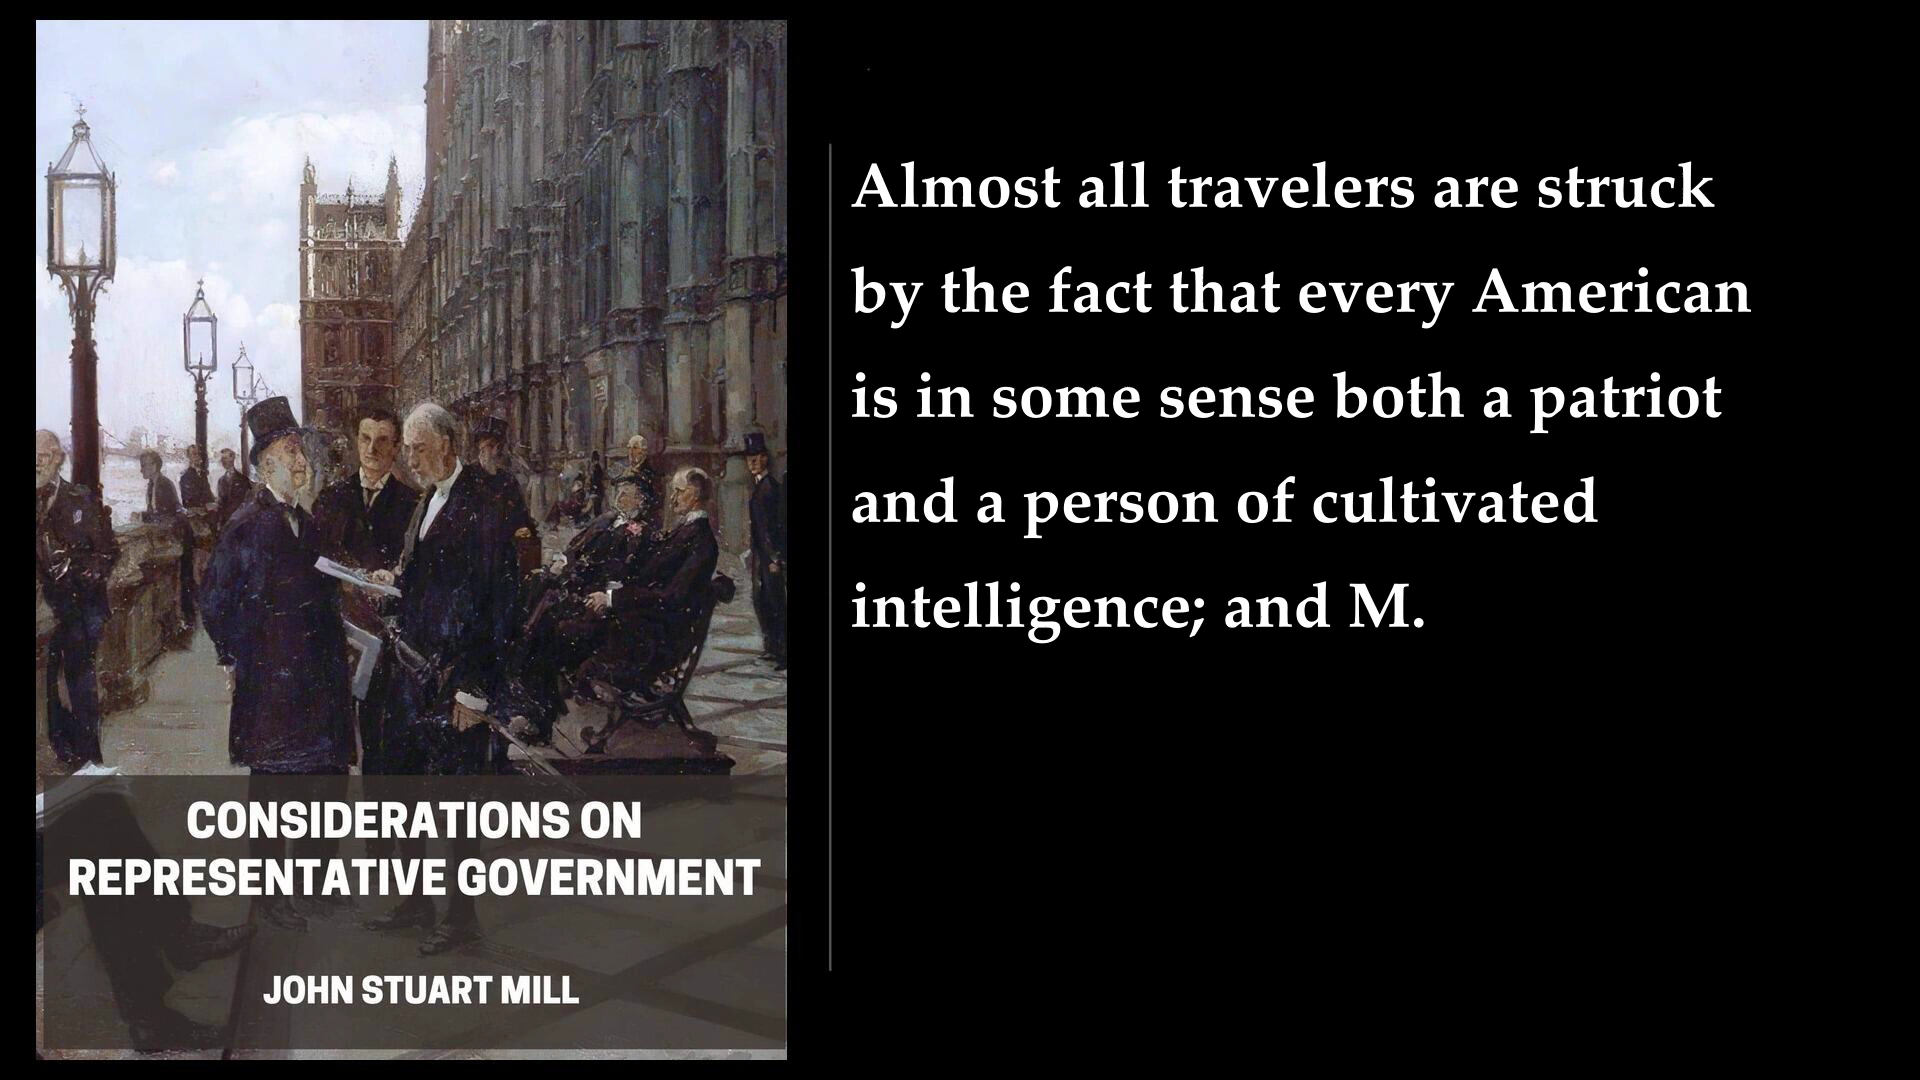 CONSIDERATIONS ON
REPRESENTATIVE GOVERNMENT
JOHN STUART MILL
Almost all travelers are struck
by the fact that every American
is in some sense both a patriot
and a person of cultivated
intelligence; and M.